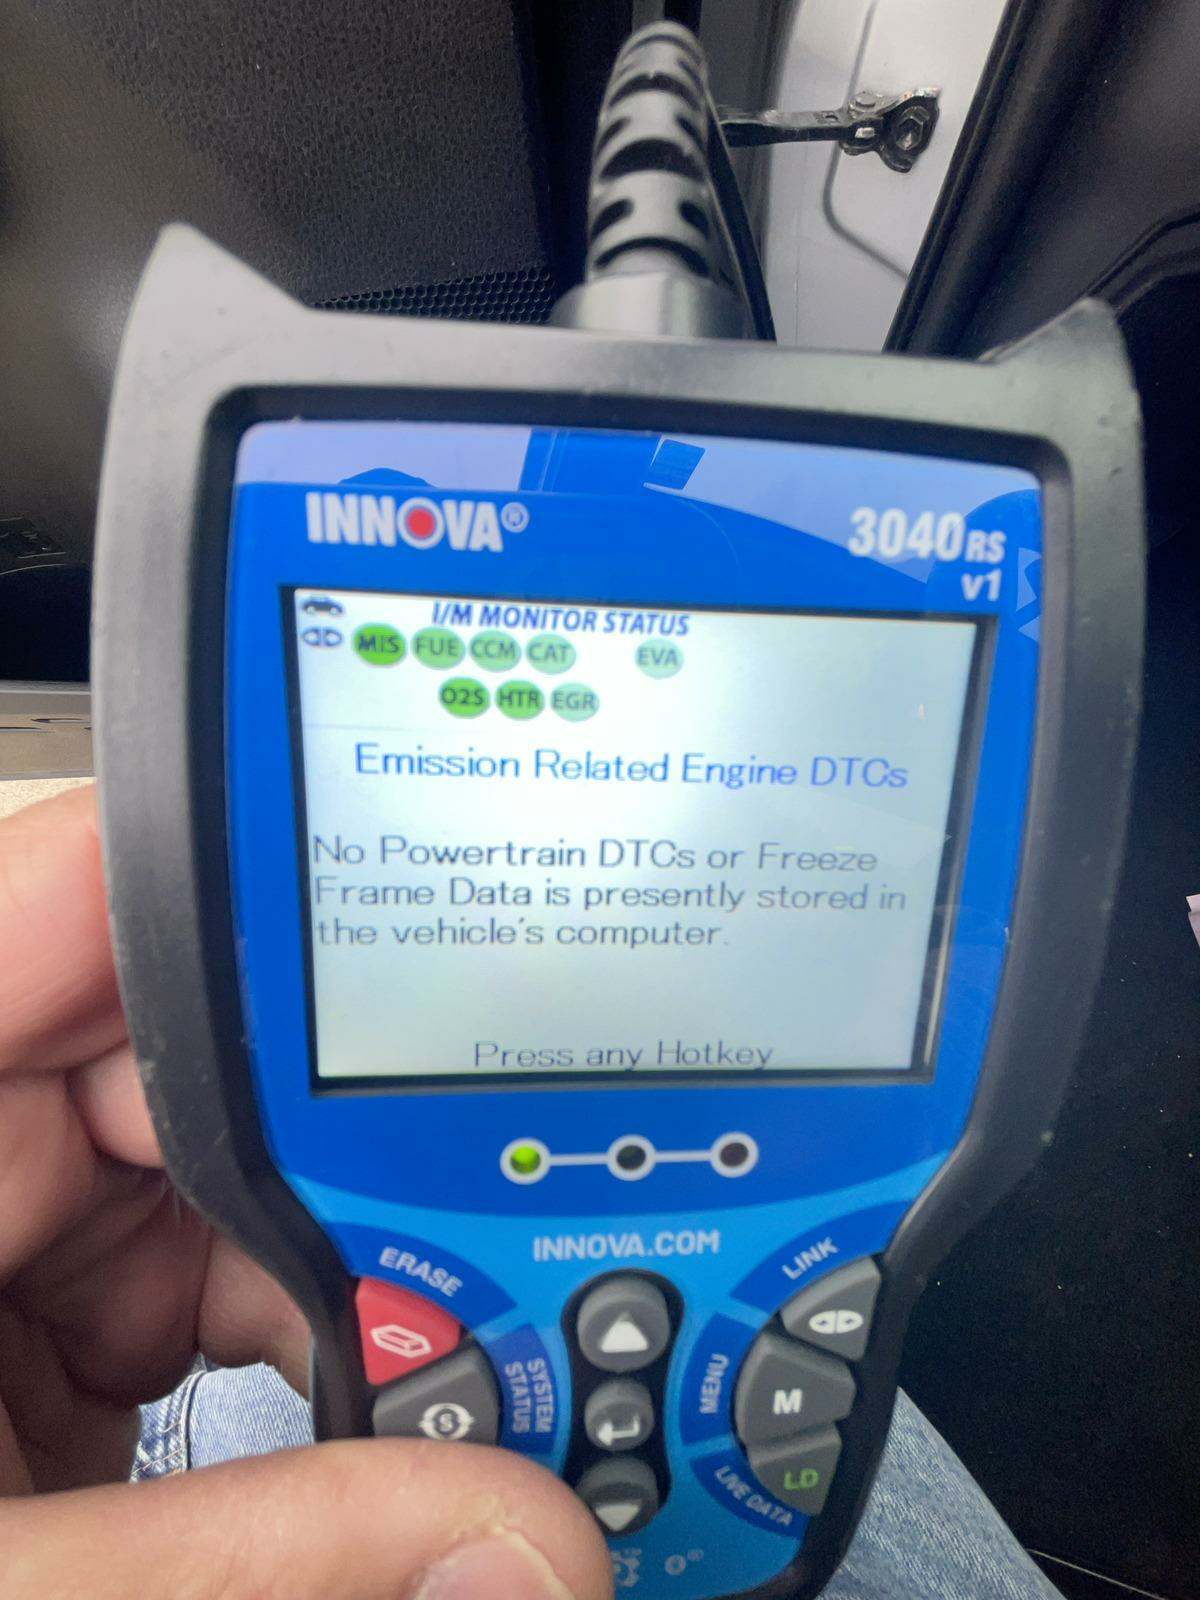 INNOVA®
3040RS
v1
I/M MONITOR STATUS
MIS FUE CCM CAT EVA
O2S HTR EGR
Emission Related Engine DTCs
No Powertrain DTCs or Freeze
Frame Data is presently stored in
the vehicle's computer.
Press any Hotkey
INNOVA.COM
ERASE
LINK
SYSTEM
STATUS
S
MENU
M
LIVE DATA
LD